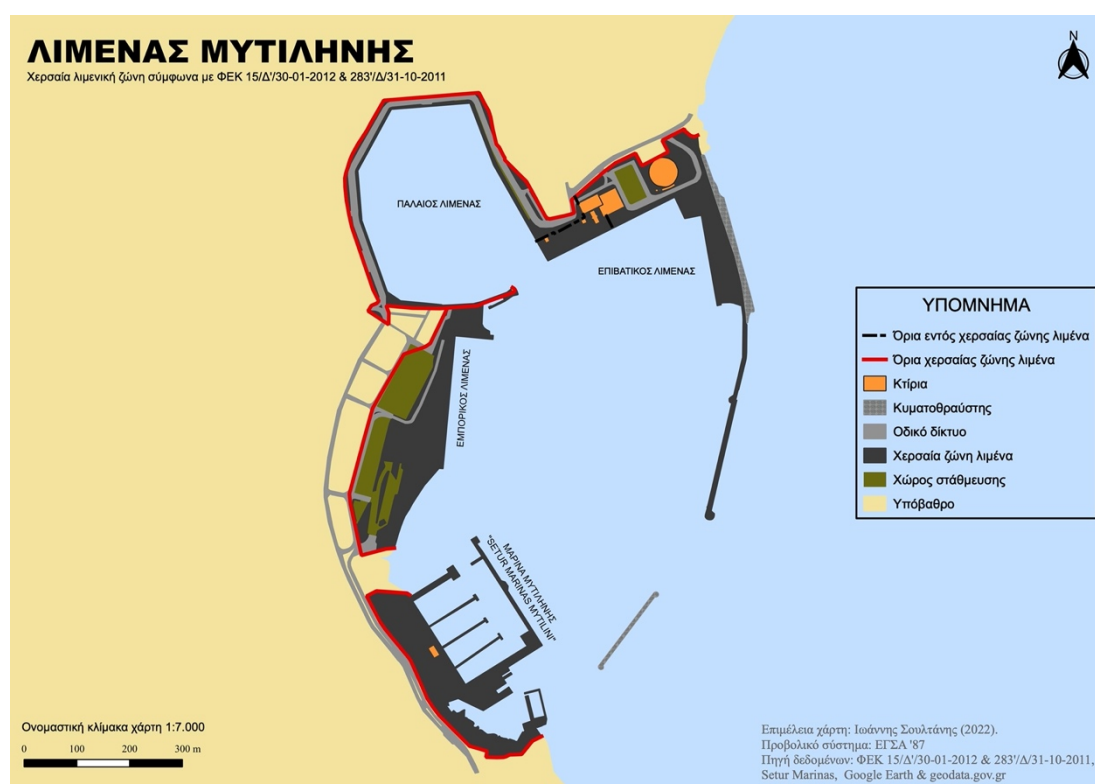 ΛΙΜΕΝΑΣ ΜΥΤΙΛΗΝΗΣ
Χερσαία λιμενική ζώνη σύμφωνα με ΦΕΚ 15/Δ'/30-01-2012 & 283'/Δ/31-10-2011
N
ΠΑΛΑΙΟΣ ΛΙΜΕΝΑΣ
ΕΠΙΒΑΤΙΚΟΣ ΛΙΜΕΝΑΣ
ΕΜΠΟΡΙΚΟΣ ΛΙΜΕΝΑΣ
ΜΑΡΙΝΑ ΜΥΤΙΛΗΝΗΣ
"SETUR MARINAS MYTILINI"
ΥΠΟΜΝΗΜΑ
Όρια εντός χερσαίας ζώνης λιμένα
Όρια χερσαίας ζώνης λιμένα
Κτίρια
Κυματοθραύστης
Οδικό δίκτυο
Χερσαία ζώνη λιμένα
Χώρος στάθμευσης
Υπόβαθρο
Ονομαστική κλίμακα χάρτη 1:7.000
0 100 200 300 m
Επιμέλεια χάρτη: Ιωάννης Σουλτάνης (2022).
Προβολικό σύστημα: ΕΓΣΑ '87
Πηγή δεδομένων: ΦΕΚ 15/Δ'/30-01-2012 & 283'/Δ/31-10-2011,
Setur Marinas, Google Earth & geodata.gov.gr